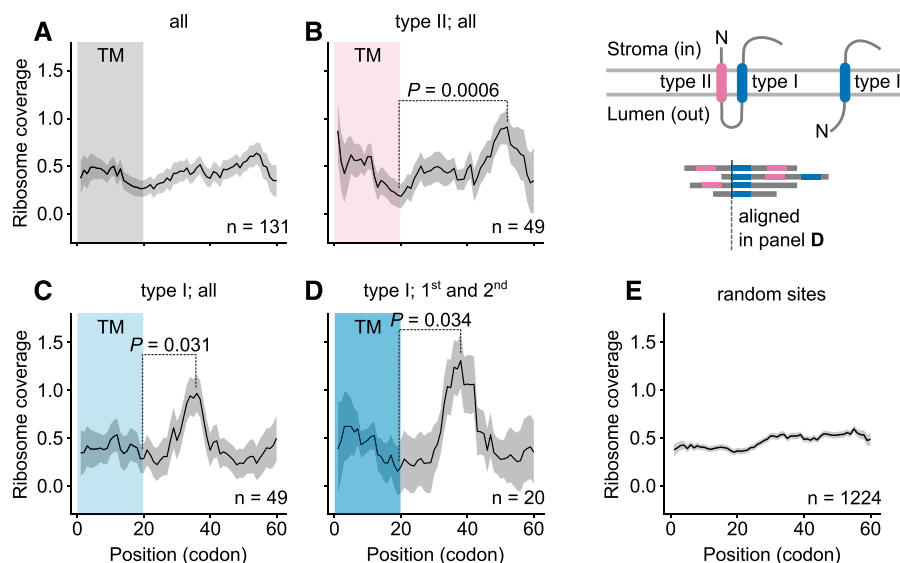 A
all
Ribosome coverage
1.5
1.0
0.5
0.0
TM
n = 131
B
type II; all
TM
P = 0.0006
n = 49
N
Stroma (in)
type II
type I
type I
Lumen (out)
N
aligned
in panel D
C
type I; all
Ribosome coverage
1.5
1.0
0.5
0.0
TM
P = 0.031
n = 49
0
20
40
60
Position (codon)
D
type I; 1st and 2nd
TM
P = 0.034
n = 20
0
20
40
60
Position (codon)
E
random sites
Ribosome coverage
1.5
1.0
0.5
0.0
n = 1224
0
20
40
60
Position (codon)